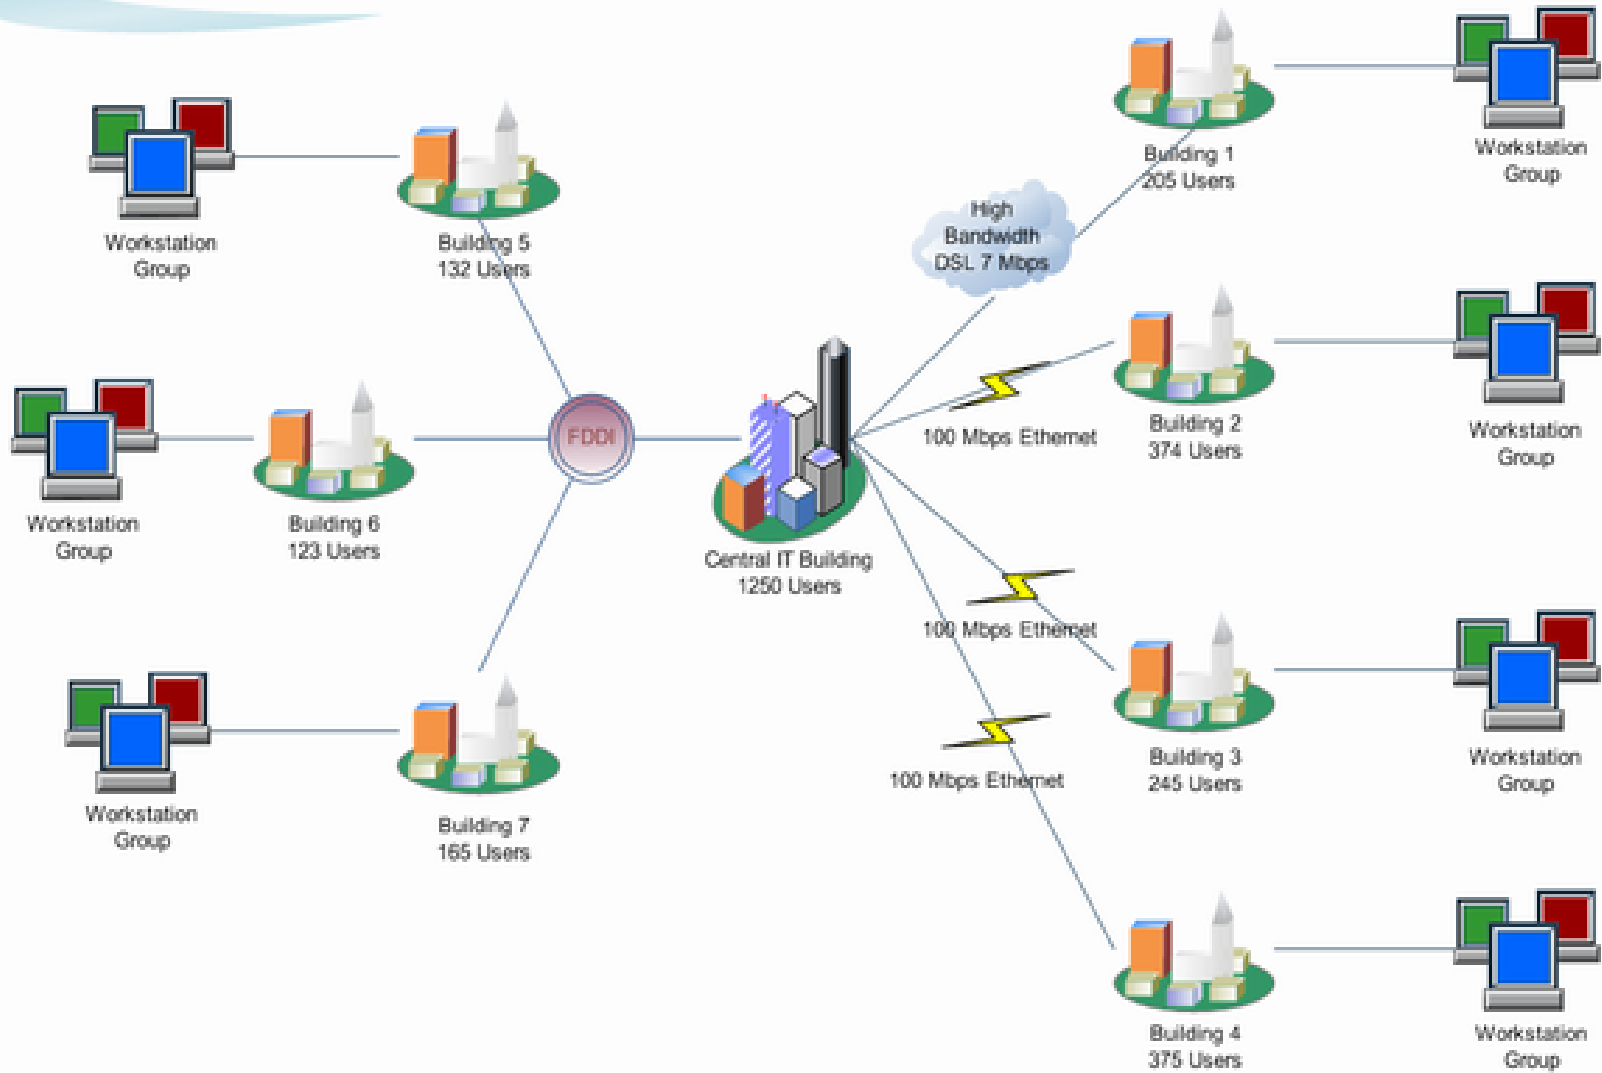 Building 1
205 Users
Workstation
Group
High
Bandwidth
DSL 7 Mbps
Building 5
132 Users
Workstation
Group
100 Mbps Ethernet
Building 2
374 Users
Workstation
Group
FDDI
Workstation
Group
Building 6
123 Users
Central IT Building
1250 Users
100 Mbps Ethernet
Building 3
245 Users
Workstation
Group
100 Mbps Ethernet
Workstation
Group
Building 7
165 Users
Building 4
375 Users
Workstation
Group